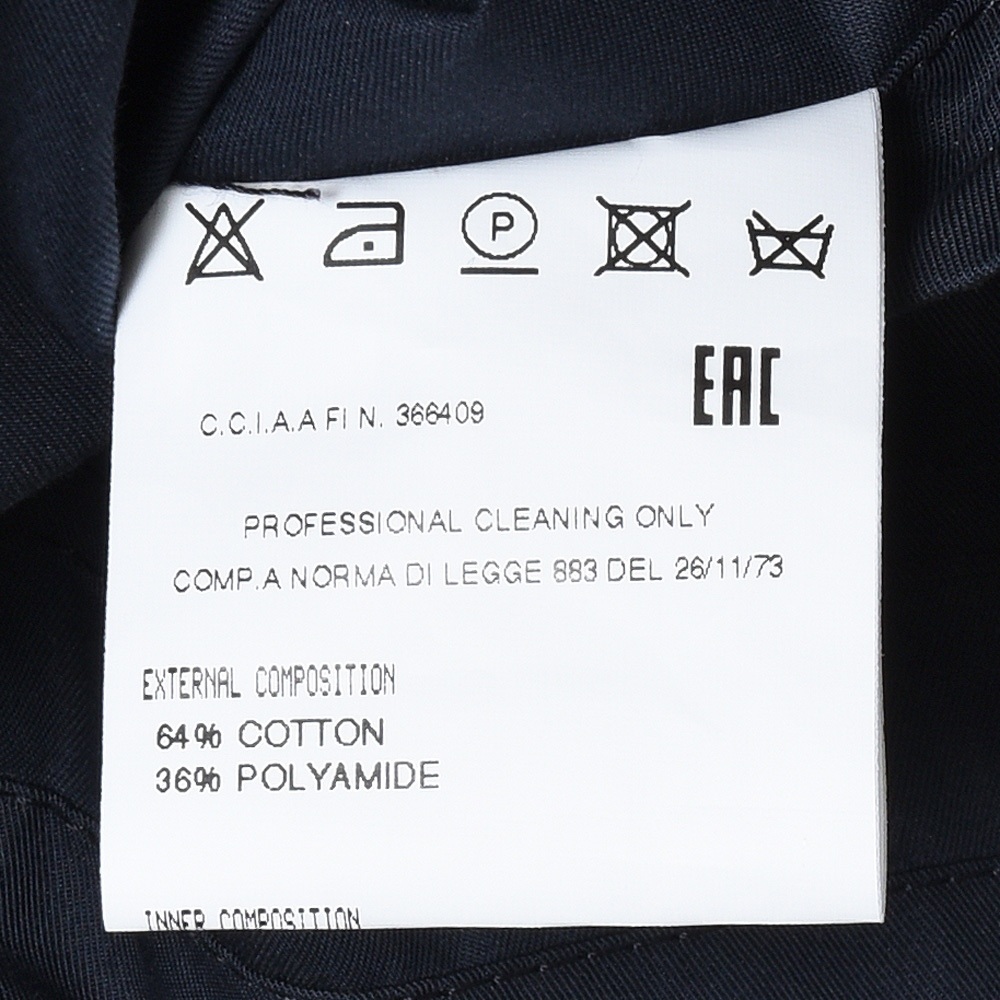 P
EAC
C.C.I.A.A FI N. 366409
PROFESSIONAL CLEANING ONLY
COMP.A NORMA DI LEGGE 883 DEL 26/11/73
EXTERNAL COMPOSITION
64% COTTON
36% POLYAMIDE
INNER COMPOSITION